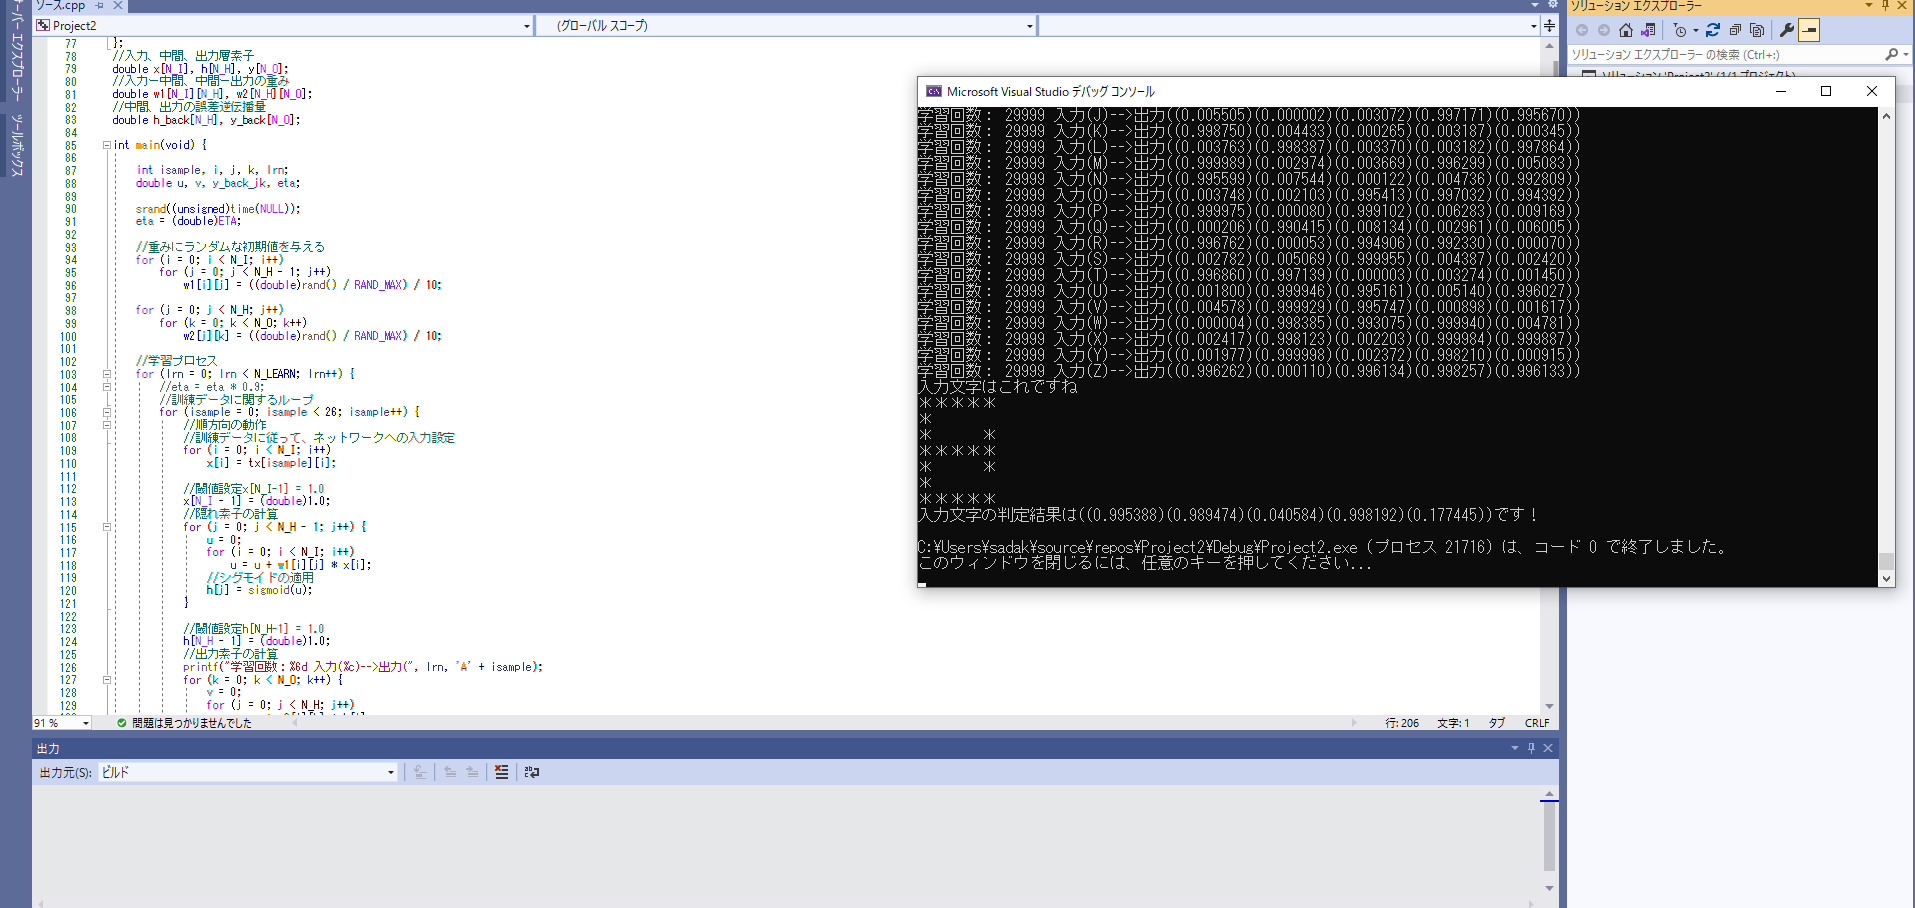 ソース.cpp
サーバー エクスプローラー
ツールボックス
Project2
(グローバル スコープ)
77 };
78 //入力、中間、出力層素子
79 double x[N_I], h[N_H], y[N_O];
80 //入力－中間、中間－出力の重み
81 double w1[N_I][N_H], w2[N_H][N_O];
82 //中間、出力の誤差逆伝播量
83 double h_back[N_H], y_back[N_O];
84
85 int main(void) {
86
87 int isample, i, j, k, lrn;
88 double u, v, y_back_jk, eta;
89
90 srand((unsigned)time(NULL));
91 eta = (double)ETA;
92
93 //重みにランダムな初期値を与える
94 for (i = 0; i < N_I; i++)
95 for (j = 0; j < N_H - 1; j++)
96 w1[i][j] = ((double)rand() / RAND_MAX) / 10;
97
98 for (j = 0; j < N_H; j++)
99 for (k = 0; k < N_O; k++)
100 w2[j][k] = ((double)rand() / RAND_MAX) / 10;
101
102 //学習プロセス
103 for (lrn = 0; lrn < N_LEARN; lrn++) {
104 //eta = eta * 0.9;
105 //訓練データに関するループ
106 for (isample = 0; isample < 26; isample++) {
107 //順方向の動作
108 //訓練データに従って、ネットワークへの入力設定
109 for (i = 0; i < N_I; i++)
110 x[i] = tx[isample][i];
111
112 //閾値設定x[N_I-1] = 1.0
113 x[N_I - 1] = (double)1.0;
114 //隠れ素子の計算
115 for (j = 0; j < N_H - 1; j++) {
116 u = 0;
117 for (i = 0; i < N_I; i++)
118 u = u + w1[i][j] * x[i];
119 //シグモイドの適用
120 h[j] = sigmoid(u);
121 }
122
123 //閾値設定h[N_H-1] = 1.0
124 h[N_H - 1] = (double)1.0;
125 //出力素子の計算
126 printf("学習回数：%6d 入力(%c)-->出力(", lrn, 'A' + isample);
127 for (k = 0; k < N_O; k++) {
128 v = 0;
129 for (j = 0; j < N_H; j++)
91 %
問題は見つかりませんでした
行: 206 文字: 1 タブ CRLF
出力
出力元(S): ビルド
ソリューション エクスプローラー
ソリューション エクスプローラー の検索 (Ctrl+;)
ソリューション 'Project2' (1/1 プロジェクト)
Microsoft Visual Studio デバッグ コンソール
学習回数： 29999 入力(J)-->出力((0.005505)(0.000002)(0.003072)(0.997171)(0.995670))
学習回数： 29999 入力(K)-->出力((0.998750)(0.004433)(0.000265)(0.003187)(0.000345))
学習回数： 29999 入力(L)-->出力((0.003763)(0.998387)(0.003370)(0.003182)(0.997864))
学習回数： 29999 入力(M)-->出力((0.999989)(0.002974)(0.003669)(0.996299)(0.005083))
学習回数： 29999 入力(N)-->出力((0.995599)(0.007544)(0.000122)(0.004736)(0.992809))
学習回数： 29999 入力(O)-->出力((0.003748)(0.002103)(0.995413)(0.997032)(0.994392))
学習回数： 29999 入力(P)-->出力((0.999975)(0.000080)(0.999102)(0.006283)(0.009169))
学習回数： 29999 入力(Q)-->出力((0.000206)(0.990415)(0.008134)(0.002961)(0.006005))
学習回数： 29999 入力(R)-->出力((0.996762)(0.000053)(0.994906)(0.992330)(0.000070))
学習回数： 29999 入力(S)-->出力((0.002782)(0.005069)(0.999955)(0.004387)(0.002420))
学習回数： 29999 入力(T)-->出力((0.996860)(0.997139)(0.000003)(0.003274)(0.001450))
学習回数： 29999 入力(U)-->出力((0.001800)(0.999946)(0.995161)(0.005140)(0.996027))
学習回数： 29999 入力(V)-->出力((0.004578)(0.999929)(0.995747)(0.000898)(0.001617))
学習回数： 29999 入力(W)-->出力((0.000004)(0.998385)(0.993075)(0.999940)(0.004781))
学習回数： 29999 入力(X)-->出力((0.002417)(0.998123)(0.002203)(0.999984)(0.999887))
学習回数： 29999 入力(Y)-->出力((0.001977)(0.999998)(0.002372)(0.998210)(0.000915))
学習回数： 29999 入力(Z)-->出力((0.996262)(0.000110)(0.996134)(0.998257)(0.996133))
入力文字はこれですね
＊＊＊＊＊
＊
＊　　　＊
＊＊＊＊＊
＊　　　＊
＊
＊＊＊＊＊
入力文字の判定結果は((0.995388)(0.989474)(0.040584)(0.998192)(0.177445))です！
C:\Users\sadak\source\repos\Project2\Debug\Project2.exe (プロセス 21716) は、コード 0 で終了しました。
このウィンドウを閉じるには、任意のキーを押してください...